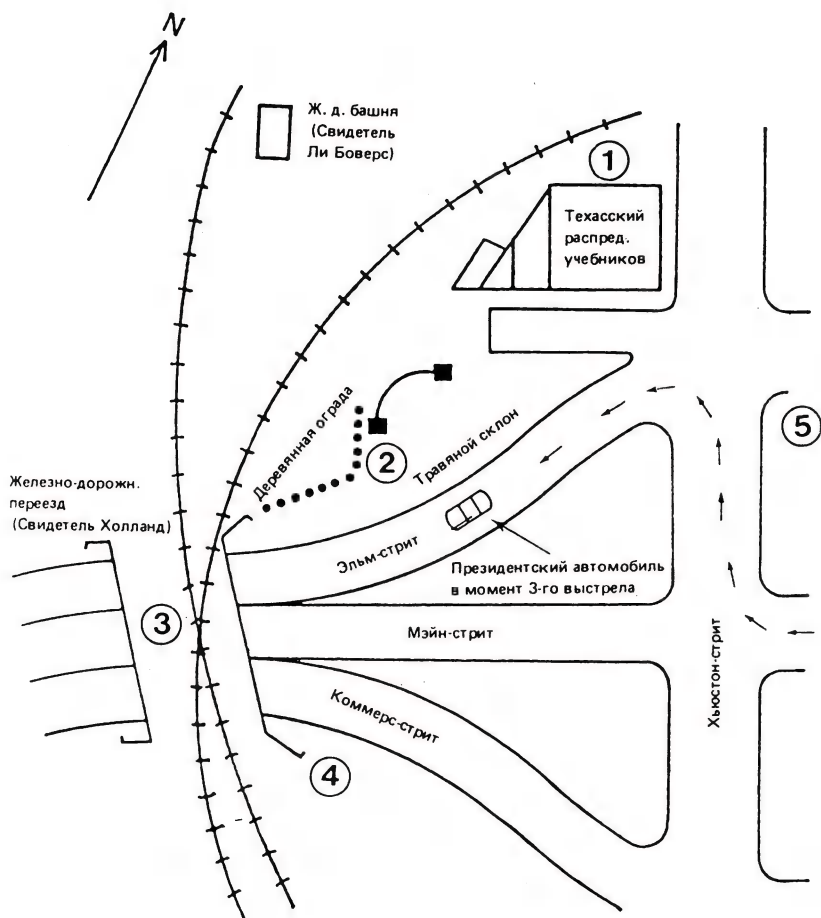 N
Ж. д. башня
(Свидетель
Ли Боверс)
1
Техасский
распред.
учебников
Деревянная ограда
2
Травяной склон
5
Железно-дорожн.
переезд
(Свидетель Холланд)
Эльм-стрит
Президентский автомобиль
в момент 3-го выстрела
3
Мэйн-стрит
Хьюстон-стрит
Коммерс-стрит
4